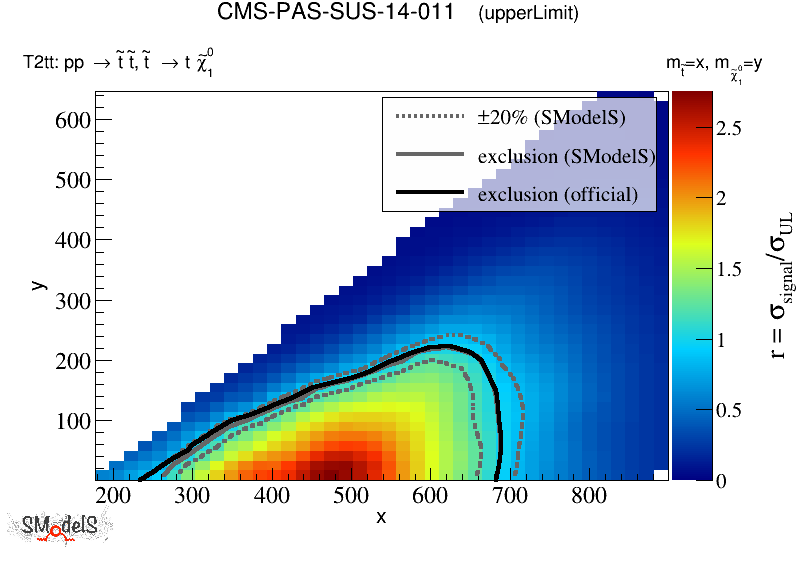 CMS-PAS-SUS-14-011 (upperLimit)
T2tt: pp → t̃ t̃, t̃ → t χ̃₁⁰
m_t̃=x, m_χ̃₁⁰=y
±20% (SModelS)
exclusion (SModelS)
exclusion (official)
600
500
400
300
200
100
y
200 300 400 500 600 700 800
x
2.5
2
1.5
1
0.5
0
r = σ_signal/σ_UL
SModelS